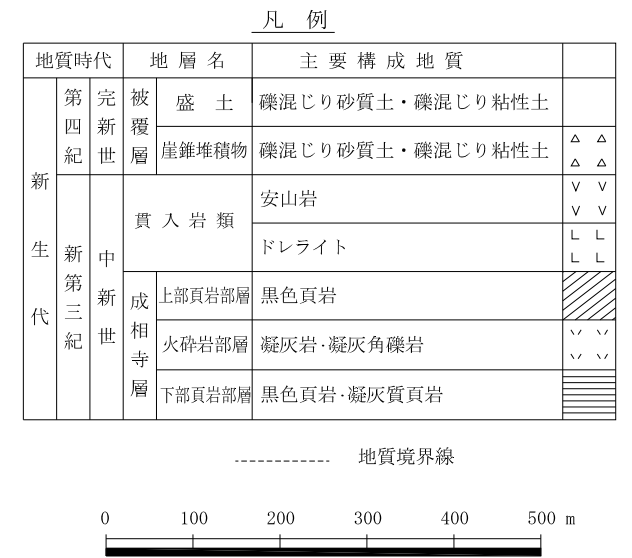 凡 例
地質時代 地層名 主要構成地質
新生代 第四紀 完新世 被覆層 盛土 礫混じり砂質土・礫混じり粘性土
崖錐堆積物 礫混じり砂質土・礫混じり粘性土
新第三紀 中新世 貫入岩類 安山岩
ドレライト
成相寺層 上部頁岩部層 黒色頁岩
火砕岩部層 凝灰岩・凝灰角礫岩
下部頁岩部層 黒色頁岩・凝灰質頁岩
地質境界線
0 100 200 300 400 500 m